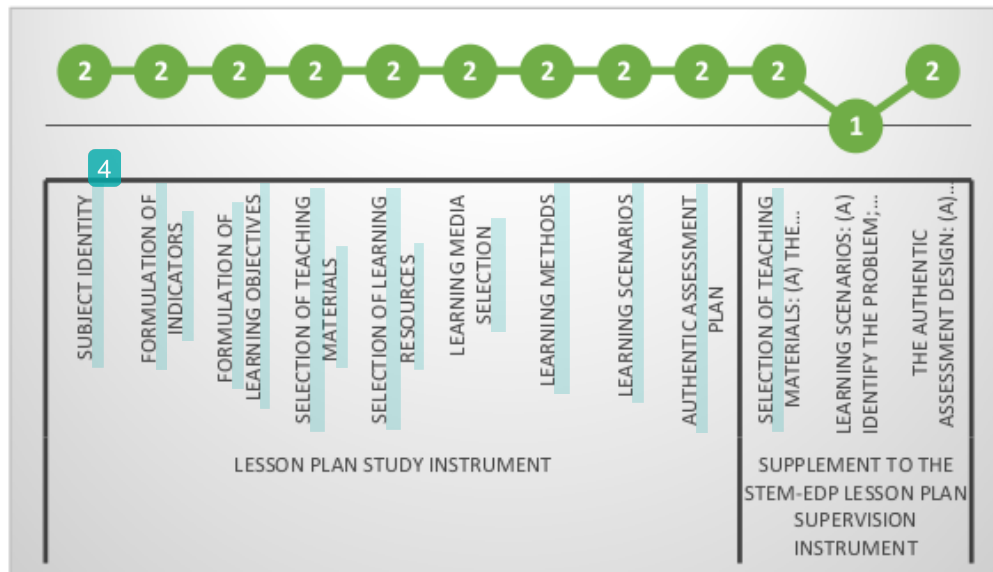 2 2 2 2 2 2 2 2 2 2 1 2
4
SUBJECT IDENTITY
FORMULATION OF
INDICATORS
FORMULATION OF
LEARNING OBJECTIVES
SELECTION OF TEACHING
MATERIALS
SELECTION OF LEARNING
RESOURCES
LEARNING MEDIA
SELECTION
LEARNING METHODS
LEARNING SCENARIOS
AUTHENTIC ASSESSMENT
PLAN
SELECTION OF TEACHING
MATERIALS: (A) THE…
LEARNING SCENARIOS: (A)
IDENTIFY THE PROBLEM;…
THE AUTHENTIC
ASSESSMENT DESIGN: (A)…
LESSON PLAN STUDY INSTRUMENT
SUPPLEMENT TO THE
STEM-EDP LESSON PLAN
SUPERVISION
INSTRUMENT